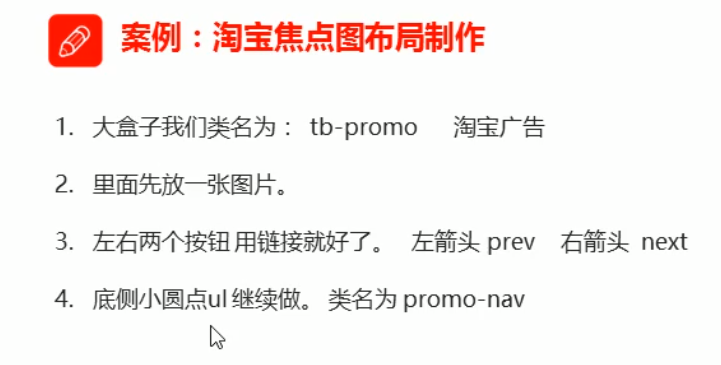 案例：淘宝焦点图布局制作
1. 大盒子我们类名为： tb-promo 淘宝广告
2. 里面先放一张图片。
3. 左右两个按钮 用链接就好了。 左箭头 prev 右箭头 next
4. 底侧小圆点ul 继续做。 类名为 promo-nav